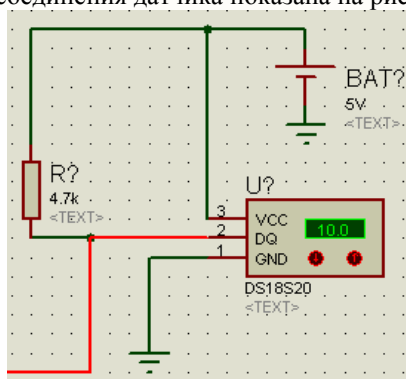 соединения датчика показана на рис
BAT?
5V
<TEXT>
R?
4.7k
<TEXT>
U?
3 VCC 10.0
2 DQ
1 GND
DS18S20
<TEXT>